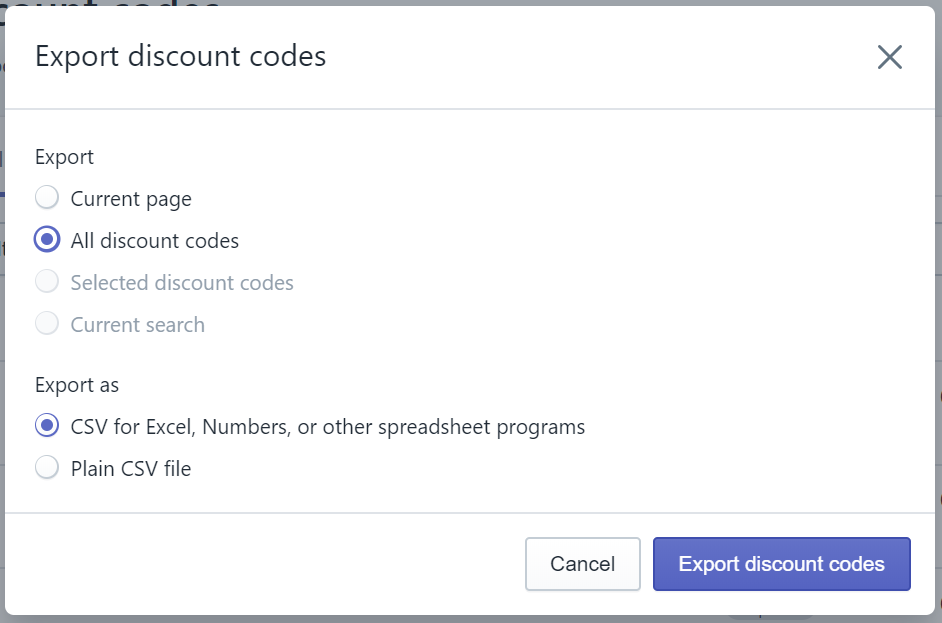 Export discount codes
Export
Current page
All discount codes
Selected discount codes
Current search
Export as
CSV for Excel, Numbers, or other spreadsheet programs
Plain CSV file
Cancel
Export discount codes